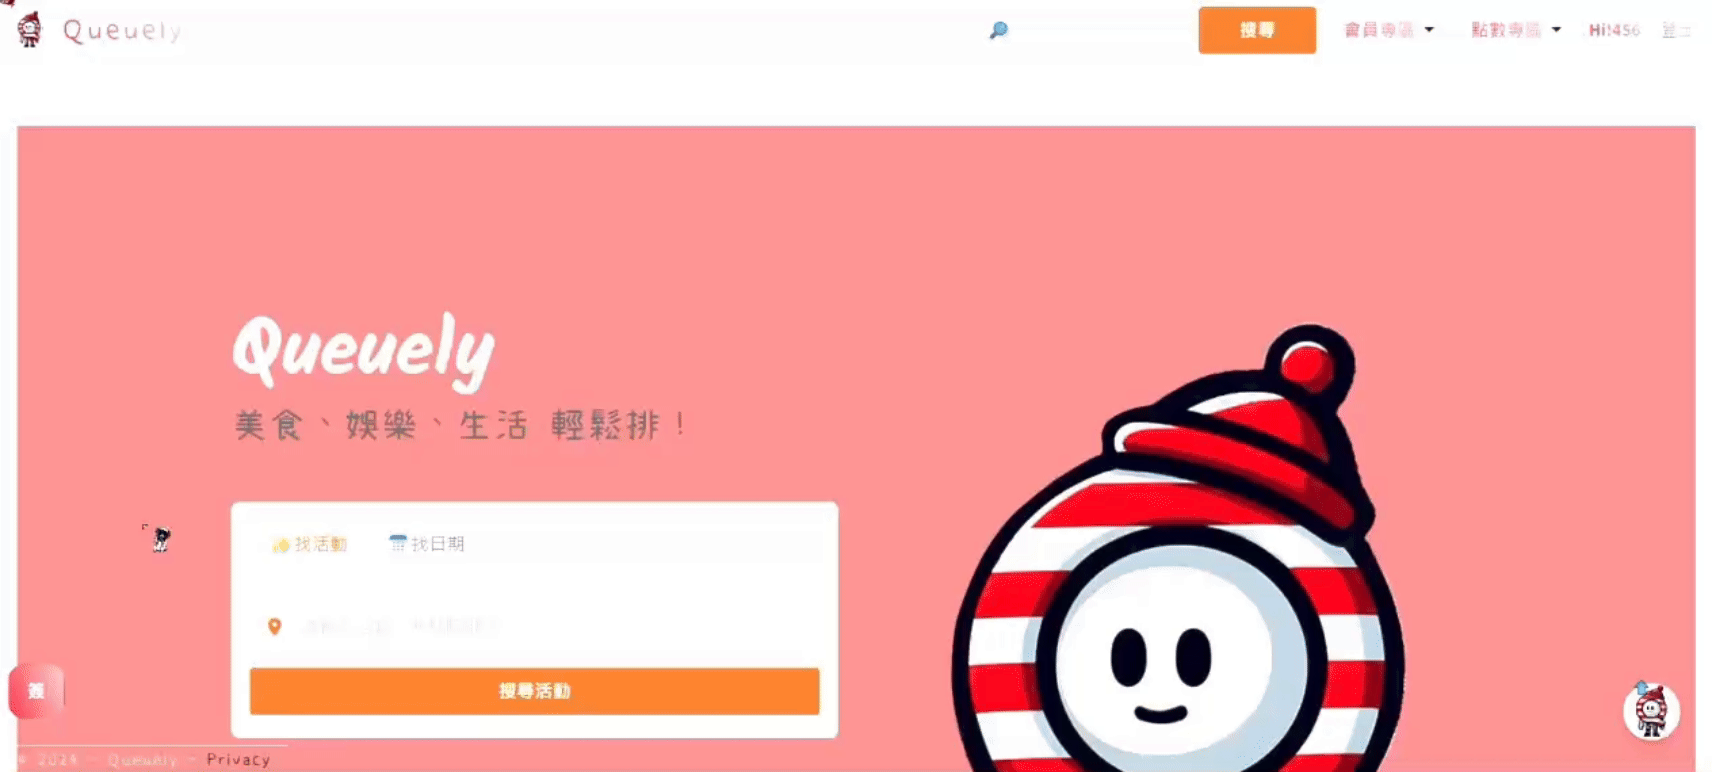 Queuely
搜尋
會員專區
點數專區
Hi!456
Queuely
美食、娛樂、生活 輕鬆排！
找活動
找日期
搜尋活動
簽
© 2024 - Queuely - Privacy